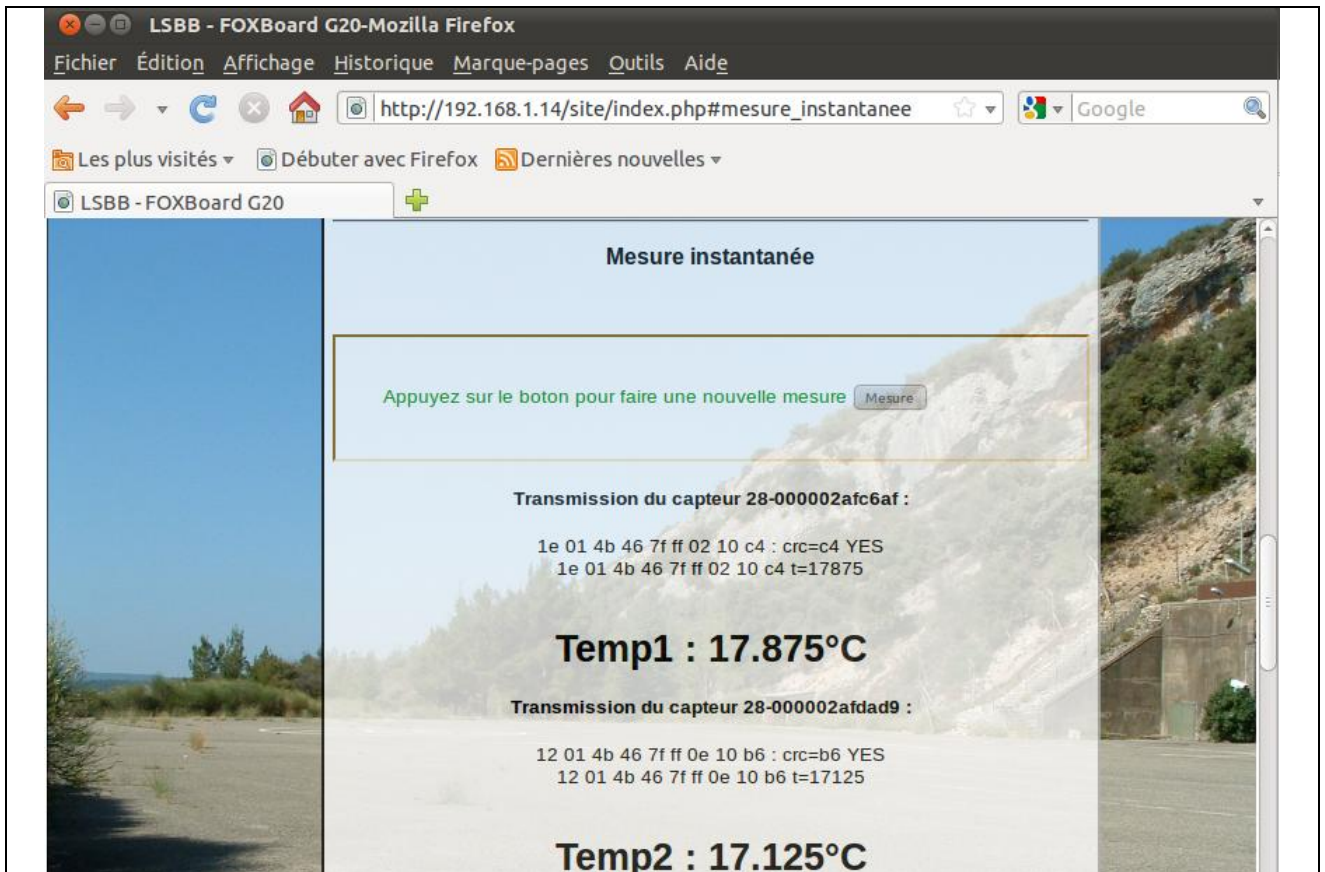 LSBB - FOXBoard G20-Mozilla Firefox
Fichier Édition Affichage Historique Marque-pages Outils Aide
http://192.168.1.14/site/index.php#mesure_instantanee Google
Les plus visités Débuter avec Firefox Dernières nouvelles
LSBB - FOXBoard G20
Mesure instantanée
Appuyez sur le boton pour faire une nouvelle mesure Mesure
Transmission du capteur 28-000002afc6af :
1e 01 4b 46 7f ff 02 10 c4 : crc=c4 YES
1e 01 4b 46 7f ff 02 10 c4 t=17875
Temp1 : 17.875°C
Transmission du capteur 28-000002afdad9 :
12 01 4b 46 7f ff 0e 10 b6 : crc=b6 YES
12 01 4b 46 7f ff 0e 10 b6 t=17125
Temp2 : 17.125°C